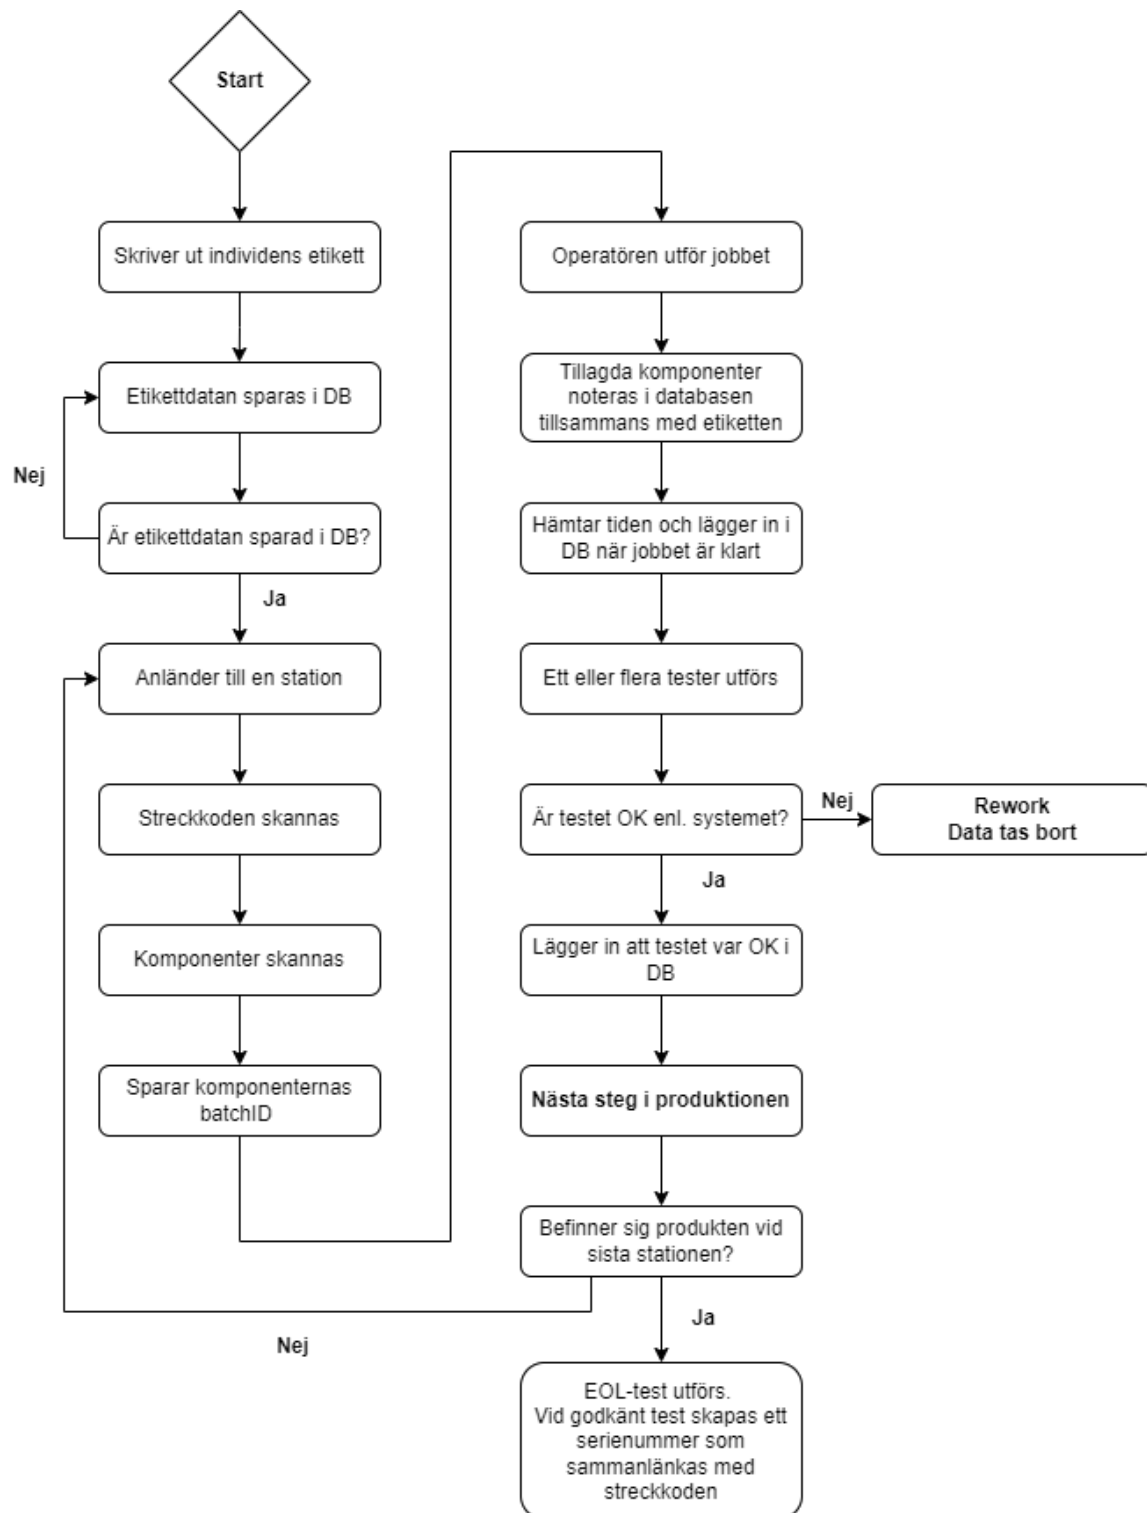 Start
Skriver ut individens etikett
Etikettdatan sparas i DB
Nej
Är etikettdatan sparad i DB?
Ja
Anländer till en station
Streckkoden skannas
Komponenter skannas
Sparar komponenternas
batchID
Operatören utför jobbet
Tillagda komponenter
noteras i databasen
tillsammans med etiketten
Hämtar tiden och lägger in i
DB när jobbet är klart
Ett eller flera tester utförs
Är testet OK enl. systemet?
Nej
Rework
Data tas bort
Ja
Lägger in att testet var OK i
DB
Nästa steg i produktionen
Befinner sig produkten vid
sista stationen?
Nej
Ja
EOL-test utförs.
Vid godkänt test skapas ett
serienummer som
sammanlänkas med
streckkoden